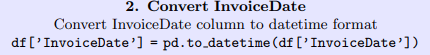 2. Convert InvoiceDate
Convert InvoiceDate column to datetime format
df['InvoiceDate'] = pd.to_datetime(df['InvoiceDate'])